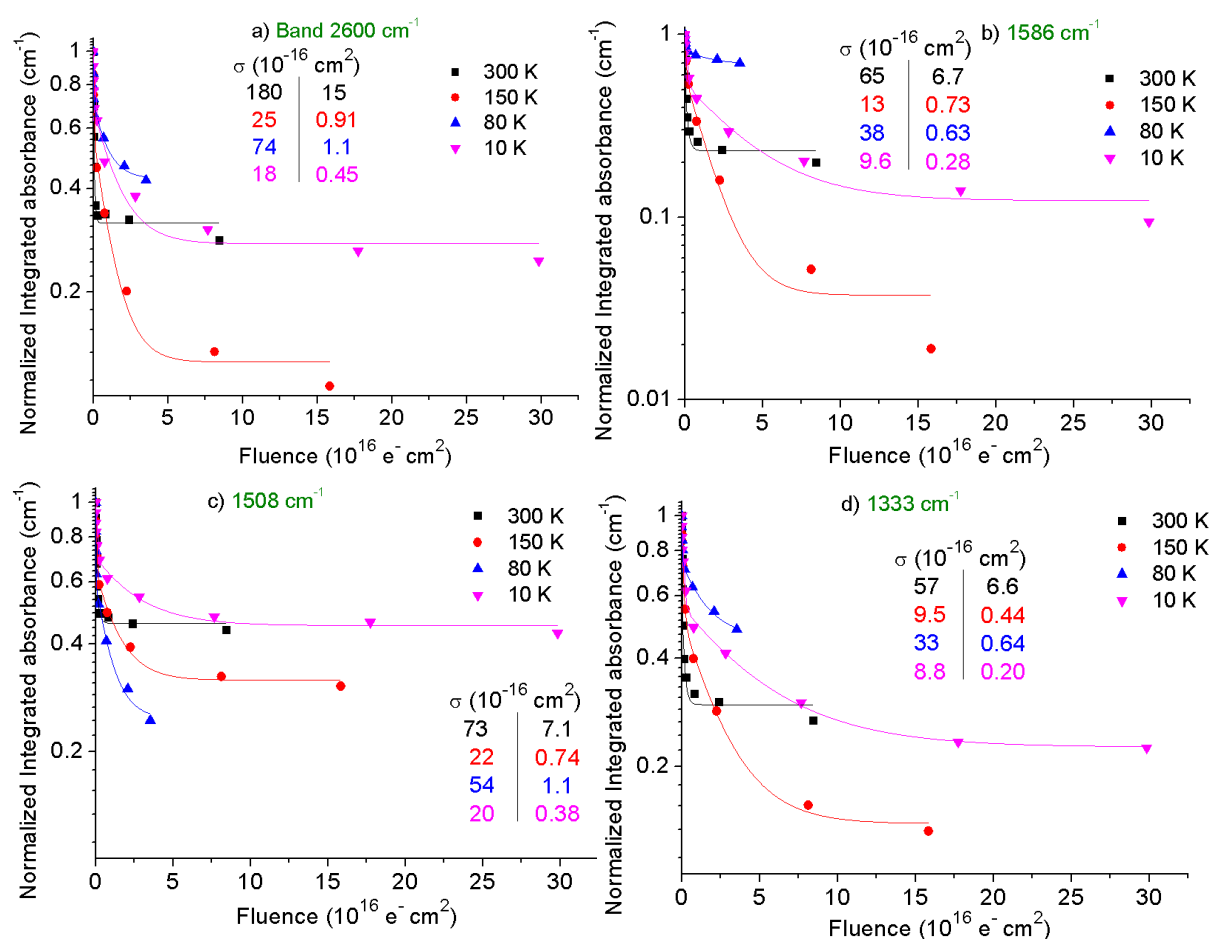 a) Band 2600 cm⁻¹
σ (10⁻¹⁶ cm²)
180 15
25 0.91
74 1.1
18 0.45
300 K
150 K
80 K
10 K
1
0.8
0.6
0.4
0.2
0 5 10 15 20 25 30
Normalized Integrated absorbance (cm⁻¹)
Fluence (10¹⁶ e⁻ cm²)
b) 1586 cm⁻¹
σ (10⁻¹⁶ cm²)
65 6.7
13 0.73
38 0.63
9.6 0.28
300 K
150 K
80 K
10 K
1
0.1
0.01
0 5 10 15 20 25 30
Normalized Integrated absorbance (cm⁻¹)
Fluence (10¹⁶ e⁻ cm²)
c) 1508 cm⁻¹
300 K
150 K
80 K
10 K
σ (10⁻¹⁶ cm²)
73 7.1
22 0.74
54 1.1
20 0.38
1
0.8
0.6
0.4
0.2
0 5 10 15 20 25 30
Normalized Integrated absorbance (cm⁻¹)
Fluence (10¹⁶ e⁻ cm²)
d) 1333 cm⁻¹
300 K
150 K
80 K
10 K
σ (10⁻¹⁶ cm²)
57 6.6
9.5 0.44
33 0.64
8.8 0.20
1
0.8
0.6
0.4
0.2
0 5 10 15 20 25 30
Normalized Integrated absorbance (cm⁻¹)
Fluence (10¹⁶ e⁻ cm²)